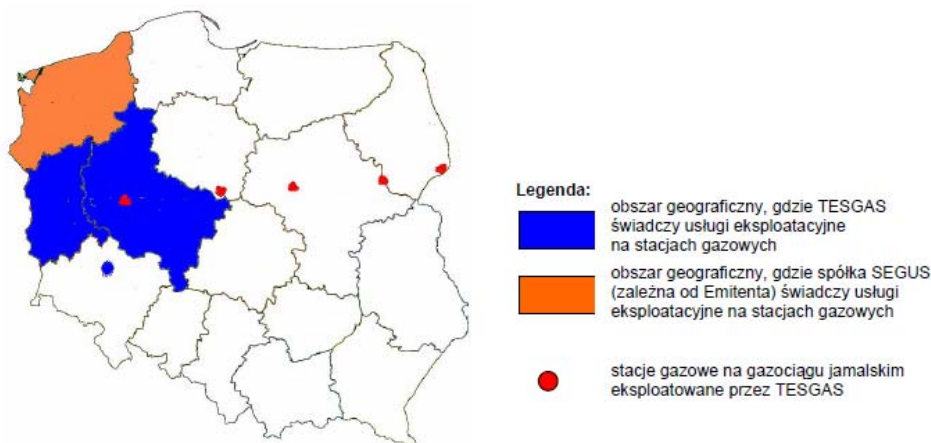 Legenda:
obszar geograficzny, gdzie TESGAS
świadczy usługi eksploatacyjne
na stacjach gazowych
obszar geograficzny, gdzie spółka SEGUS
(zależna od Emitenta) świadczy usługi
eksploatacyjne na stacjach gazowych
stacje gazowe na gazociągu jamalskim
eksploatowane przez TESGAS